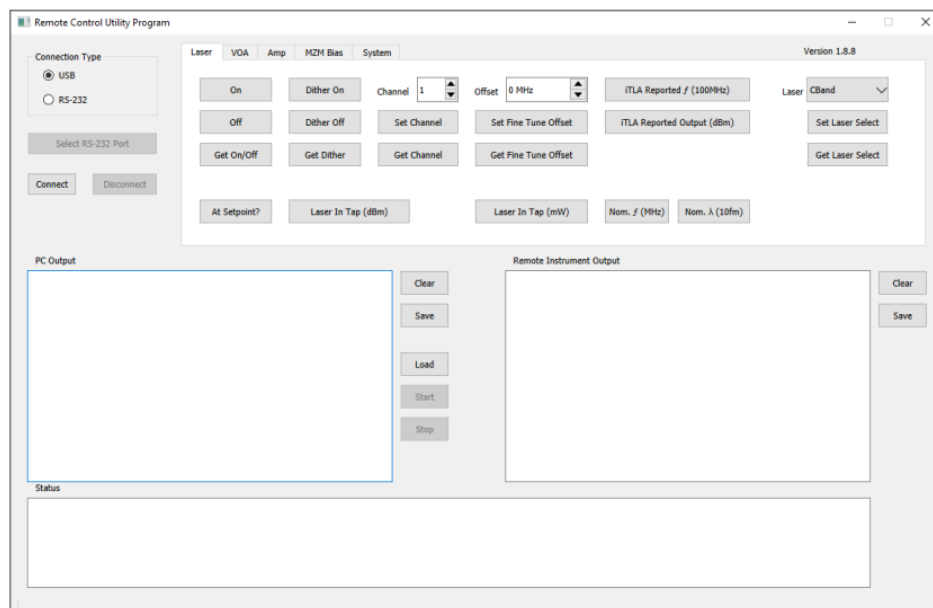 Remote Control Utility Program
Connection Type
USB
RS-232
Select RS-232 Port
Connect Disconnect
Laser VOA Amp MZM Bias System
Version 1.8.8
On Dither On Channel 1 Offset 0 MHz iTLA Reported ƒ (100MHz) Laser CBand
Off Dither Off Set Channel Set Fine Tune Offset iTLA Reported Output (dBm) Set Laser Select
Get On/Off Get Dither Get Channel Get Fine Tune Offset Get Laser Select
At Setpoint? Laser In Tap (dBm) Laser In Tap (mW) Nom. ƒ (MHz) Nom. λ (10fm)
PC Output
Clear
Save
Load
Start
Stop
Remote Instrument Output
Clear
Save
Status